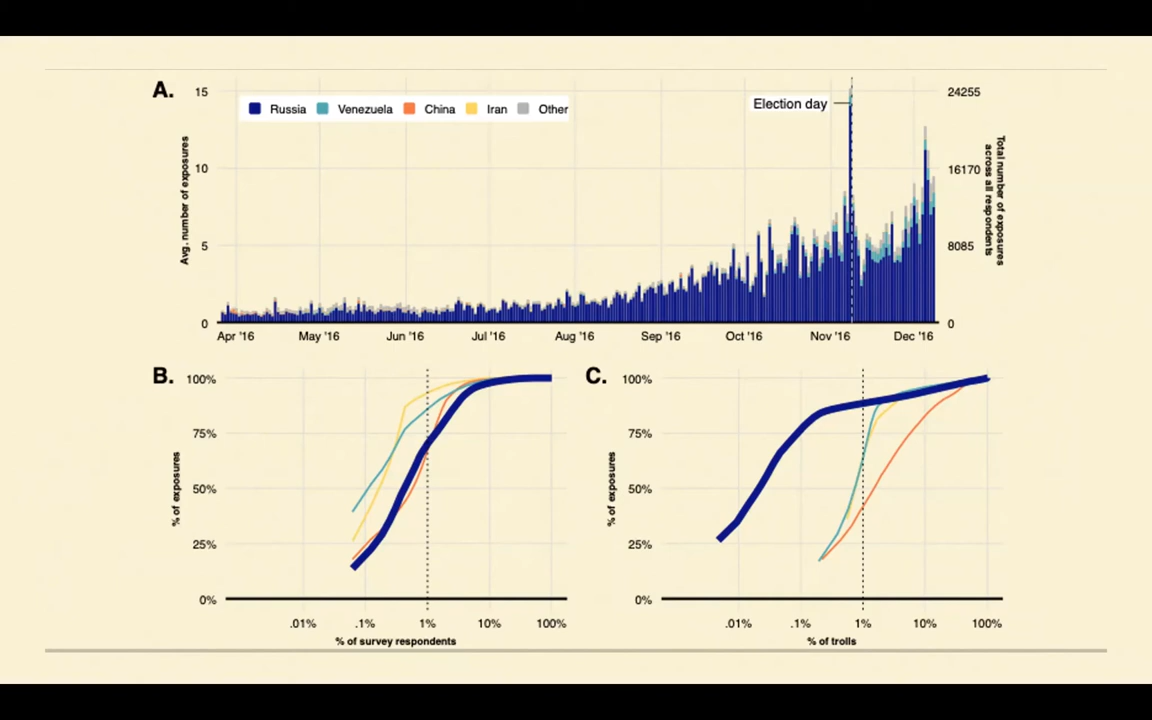 A.
15
24255
Russia
Venezuela
China
Iran
Other
Election day
Avg. number of exposures
10
16170
Total number of exposures
across all respondents
5
8085
0
0
Apr '16
May '16
Jun '16
Jul '16
Aug '16
Sep '16
Oct '16
Nov '16
Dec '16
B.
100%
75%
% of exposures
50%
25%
0%
.01%
.1%
1%
10%
100%
% of survey respondents
C.
100%
75%
% of exposures
50%
25%
0%
.01%
.1%
1%
10%
100%
% of trolls